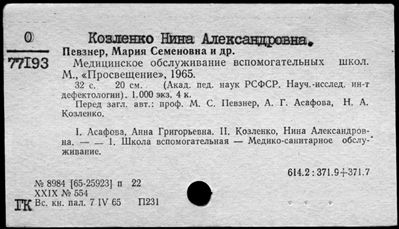 О Козленко Нина Александровна.
77193
Певзнер, Мария Семеновна и др.
Медицинское обслуживание вспомогательных школ.
М., «Просвещение», 1965.
32 с. 20 см. (Акад. пед. наук РСФСР. Науч.-исслед. ин-т
дефектологии). 1.000 экз. 4 к.
Перед загл. авт.: проф. М. С. Певзнер, А. Г. Асафова, Н. А.
Козленко.
I. Асафова, Анна Григорьевна. II. Козленко, Нина Александров-
на. — — 1. Школа вспомогательная — Медико-санитарное обслу-
живание.
614.2 : 371.9+371.7
№ 8984 [65-25923] п 22
XXIX № 554
ГК Вс. кн. пал. 7 IV 65 П231